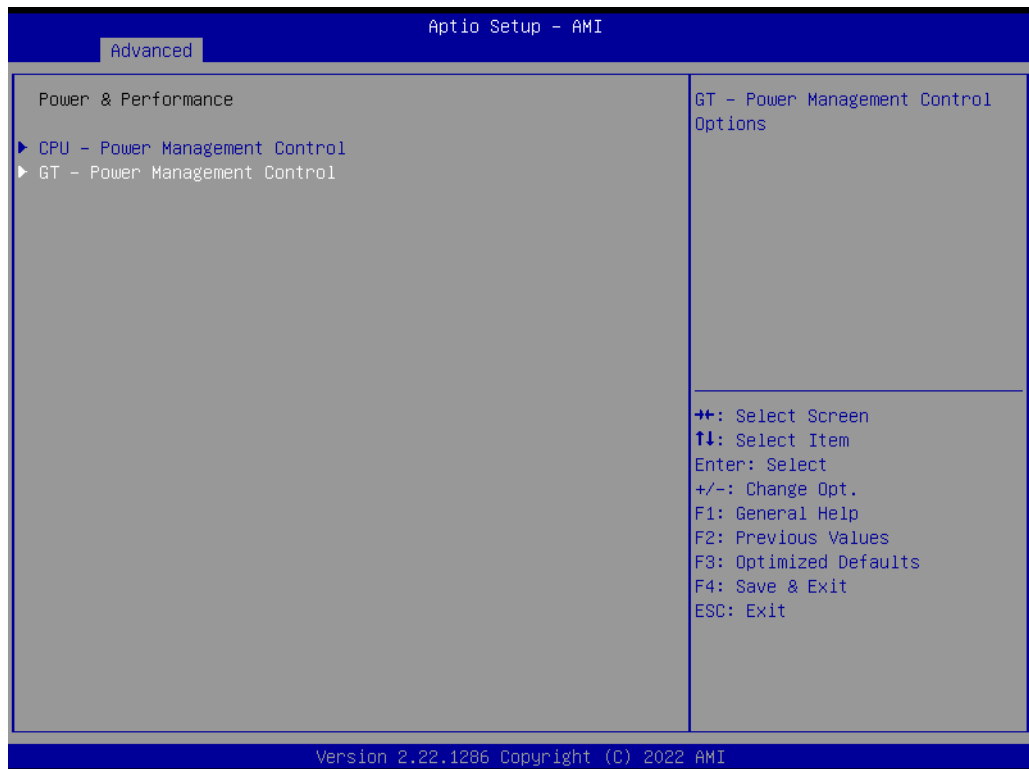 Aptio Setup – AMI
Advanced
Power & Performance
▶ CPU – Power Management Control
▶ GT – Power Management Control
GT – Power Management Control
Options
→←: Select Screen
↑↓: Select Item
Enter: Select
+/-: Change Opt.
F1: General Help
F2: Previous Values
F3: Optimized Defaults
F4: Save & Exit
ESC: Exit
Version 2.22.1286 Copyright (C) 2022 AMI